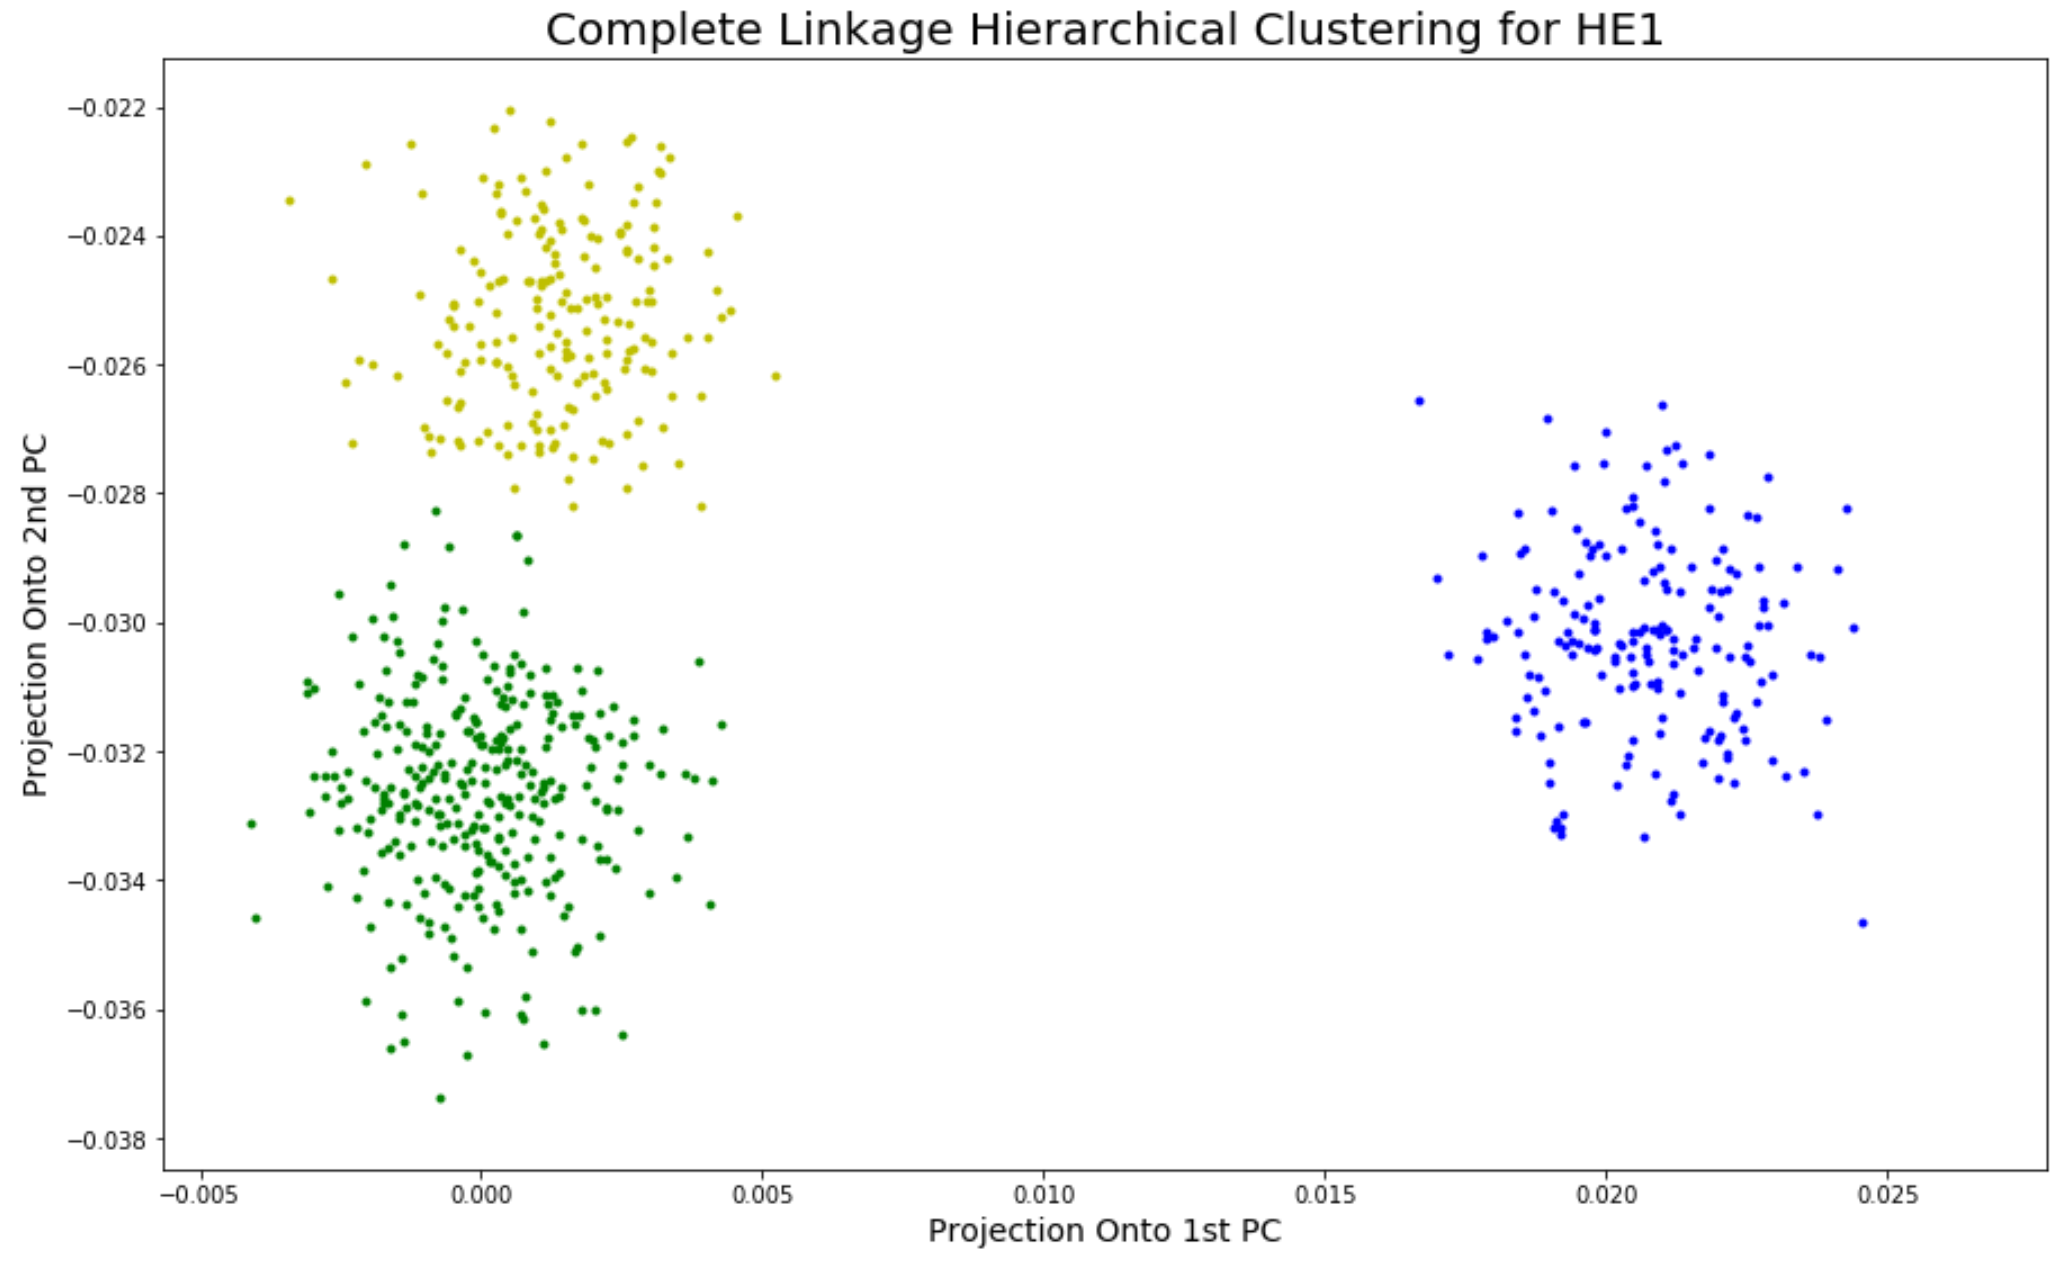 Complete Linkage Hierarchical Clustering for HE1
−0.022
−0.024
−0.026
−0.028
−0.030
−0.032
−0.034
−0.036
−0.038
Projection Onto 2nd PC
−0.005 0.000 0.005 0.010 0.015 0.020 0.025
Projection Onto 1st PC